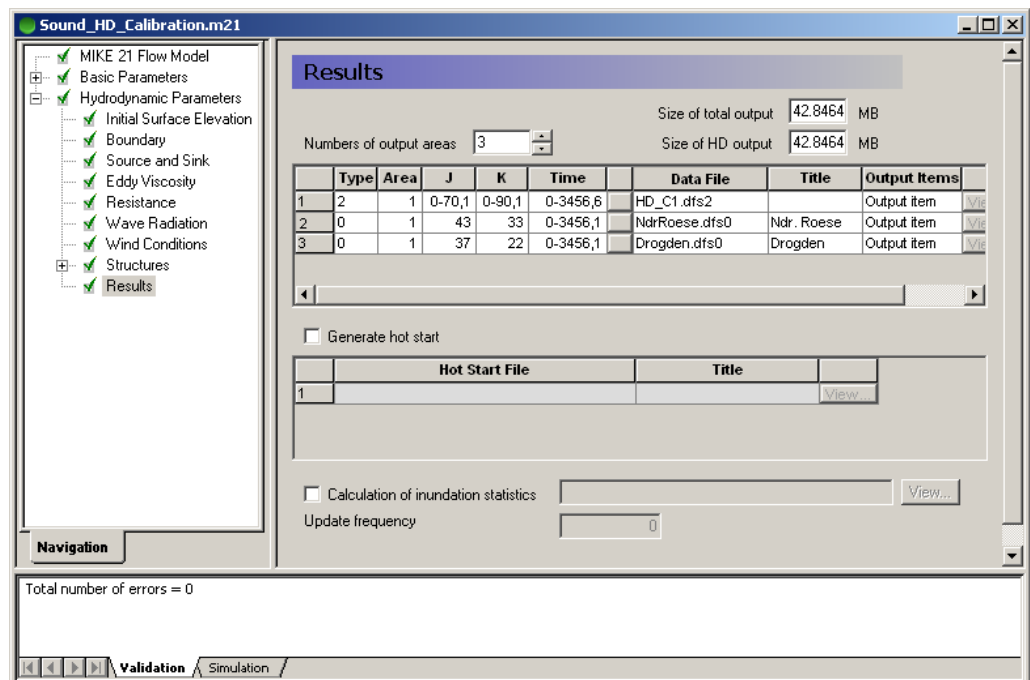 Sound_HD_Calibration.m21
MIKE 21 Flow Model
Basic Parameters
Hydrodynamic Parameters
Initial Surface Elevation
Boundary
Source and Sink
Eddy Viscosity
Resistance
Wave Radiation
Wind Conditions
Structures
Results
Navigation
Results
Size of total output 42.8464 MB
Numbers of output areas 3 Size of HD output 42.8464 MB
Type Area J K Time Data File Title Output Items
1 2 1 0-70,1 0-90,1 0-3456,6 HD_C1.dfs2 Output item Vie
2 0 1 43 33 0-3456,1 NdrRoese.dfs0 Ndr. Roese Output item Vie
3 0 1 37 22 0-3456,1 Drogden.dfs0 Drogden Output item Vie
Generate hot start
Hot Start File Title
1 View...
Calculation of inundation statistics View...
Update frequency 0
Total number of errors = 0
Validation Simulation